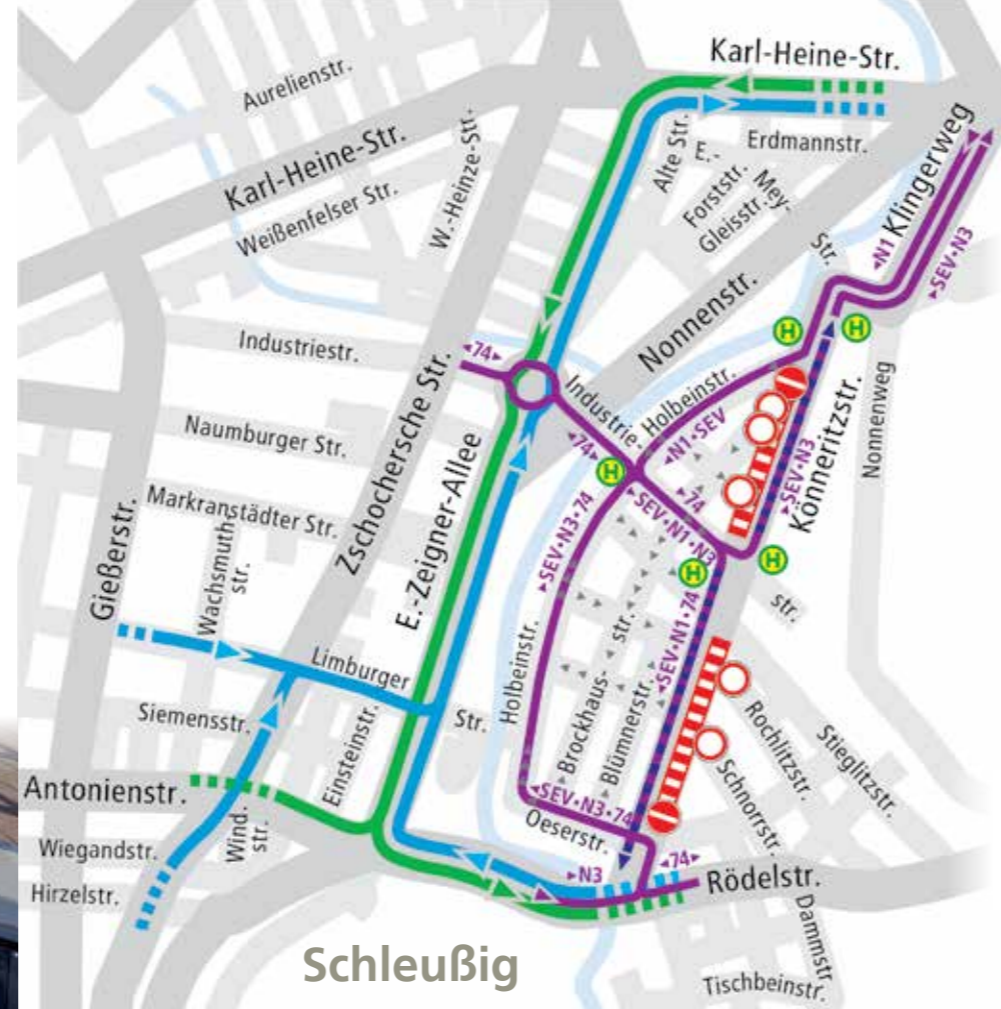 Karl-Heine-Str.
Aurelienstr.
Karl-Heine-Str.
Weißenfelser Str.
W.-Heinze-Str.
Alte Str.
Erdmannstr.
E.-
Mey-
Str.
Forststr.
Gleisstr.
Klingerweg
◄N1
►SEV•N3
Nonnenstr.
Industriestr.
◄74►
Industrie-
str.
Holbeinstr.
◄N1•SEV
Naumburger Str.
Zschochersche Str.
◄74►
H
H
H
H
H
►74
►SEV•N3
Könneritzstr.
Nonnenweg
E.-Zeigner-Allee
Markranstädter Str.
Wachsmuth-
str.
Gießerstr.
►SEV•N1•N3
►SEV•N3•74
◄SEV•N1•74
Limburger
Str.
Holbeinstr.
Brockhaus-
str.
Blümnerstr.
Rochlitzstr.
Stieglitzstr.
Schnorrstr.
Siemensstr.
Einsteinstr.
Antonienstr.
Wind.
str.
Wiegandstr.
Hirzelstr.
◄SEV•N3•74
Oeserstr.
◄74►
►N3
Rödelstr.
Dammstr.
Tischbeinstr.
Schleußig